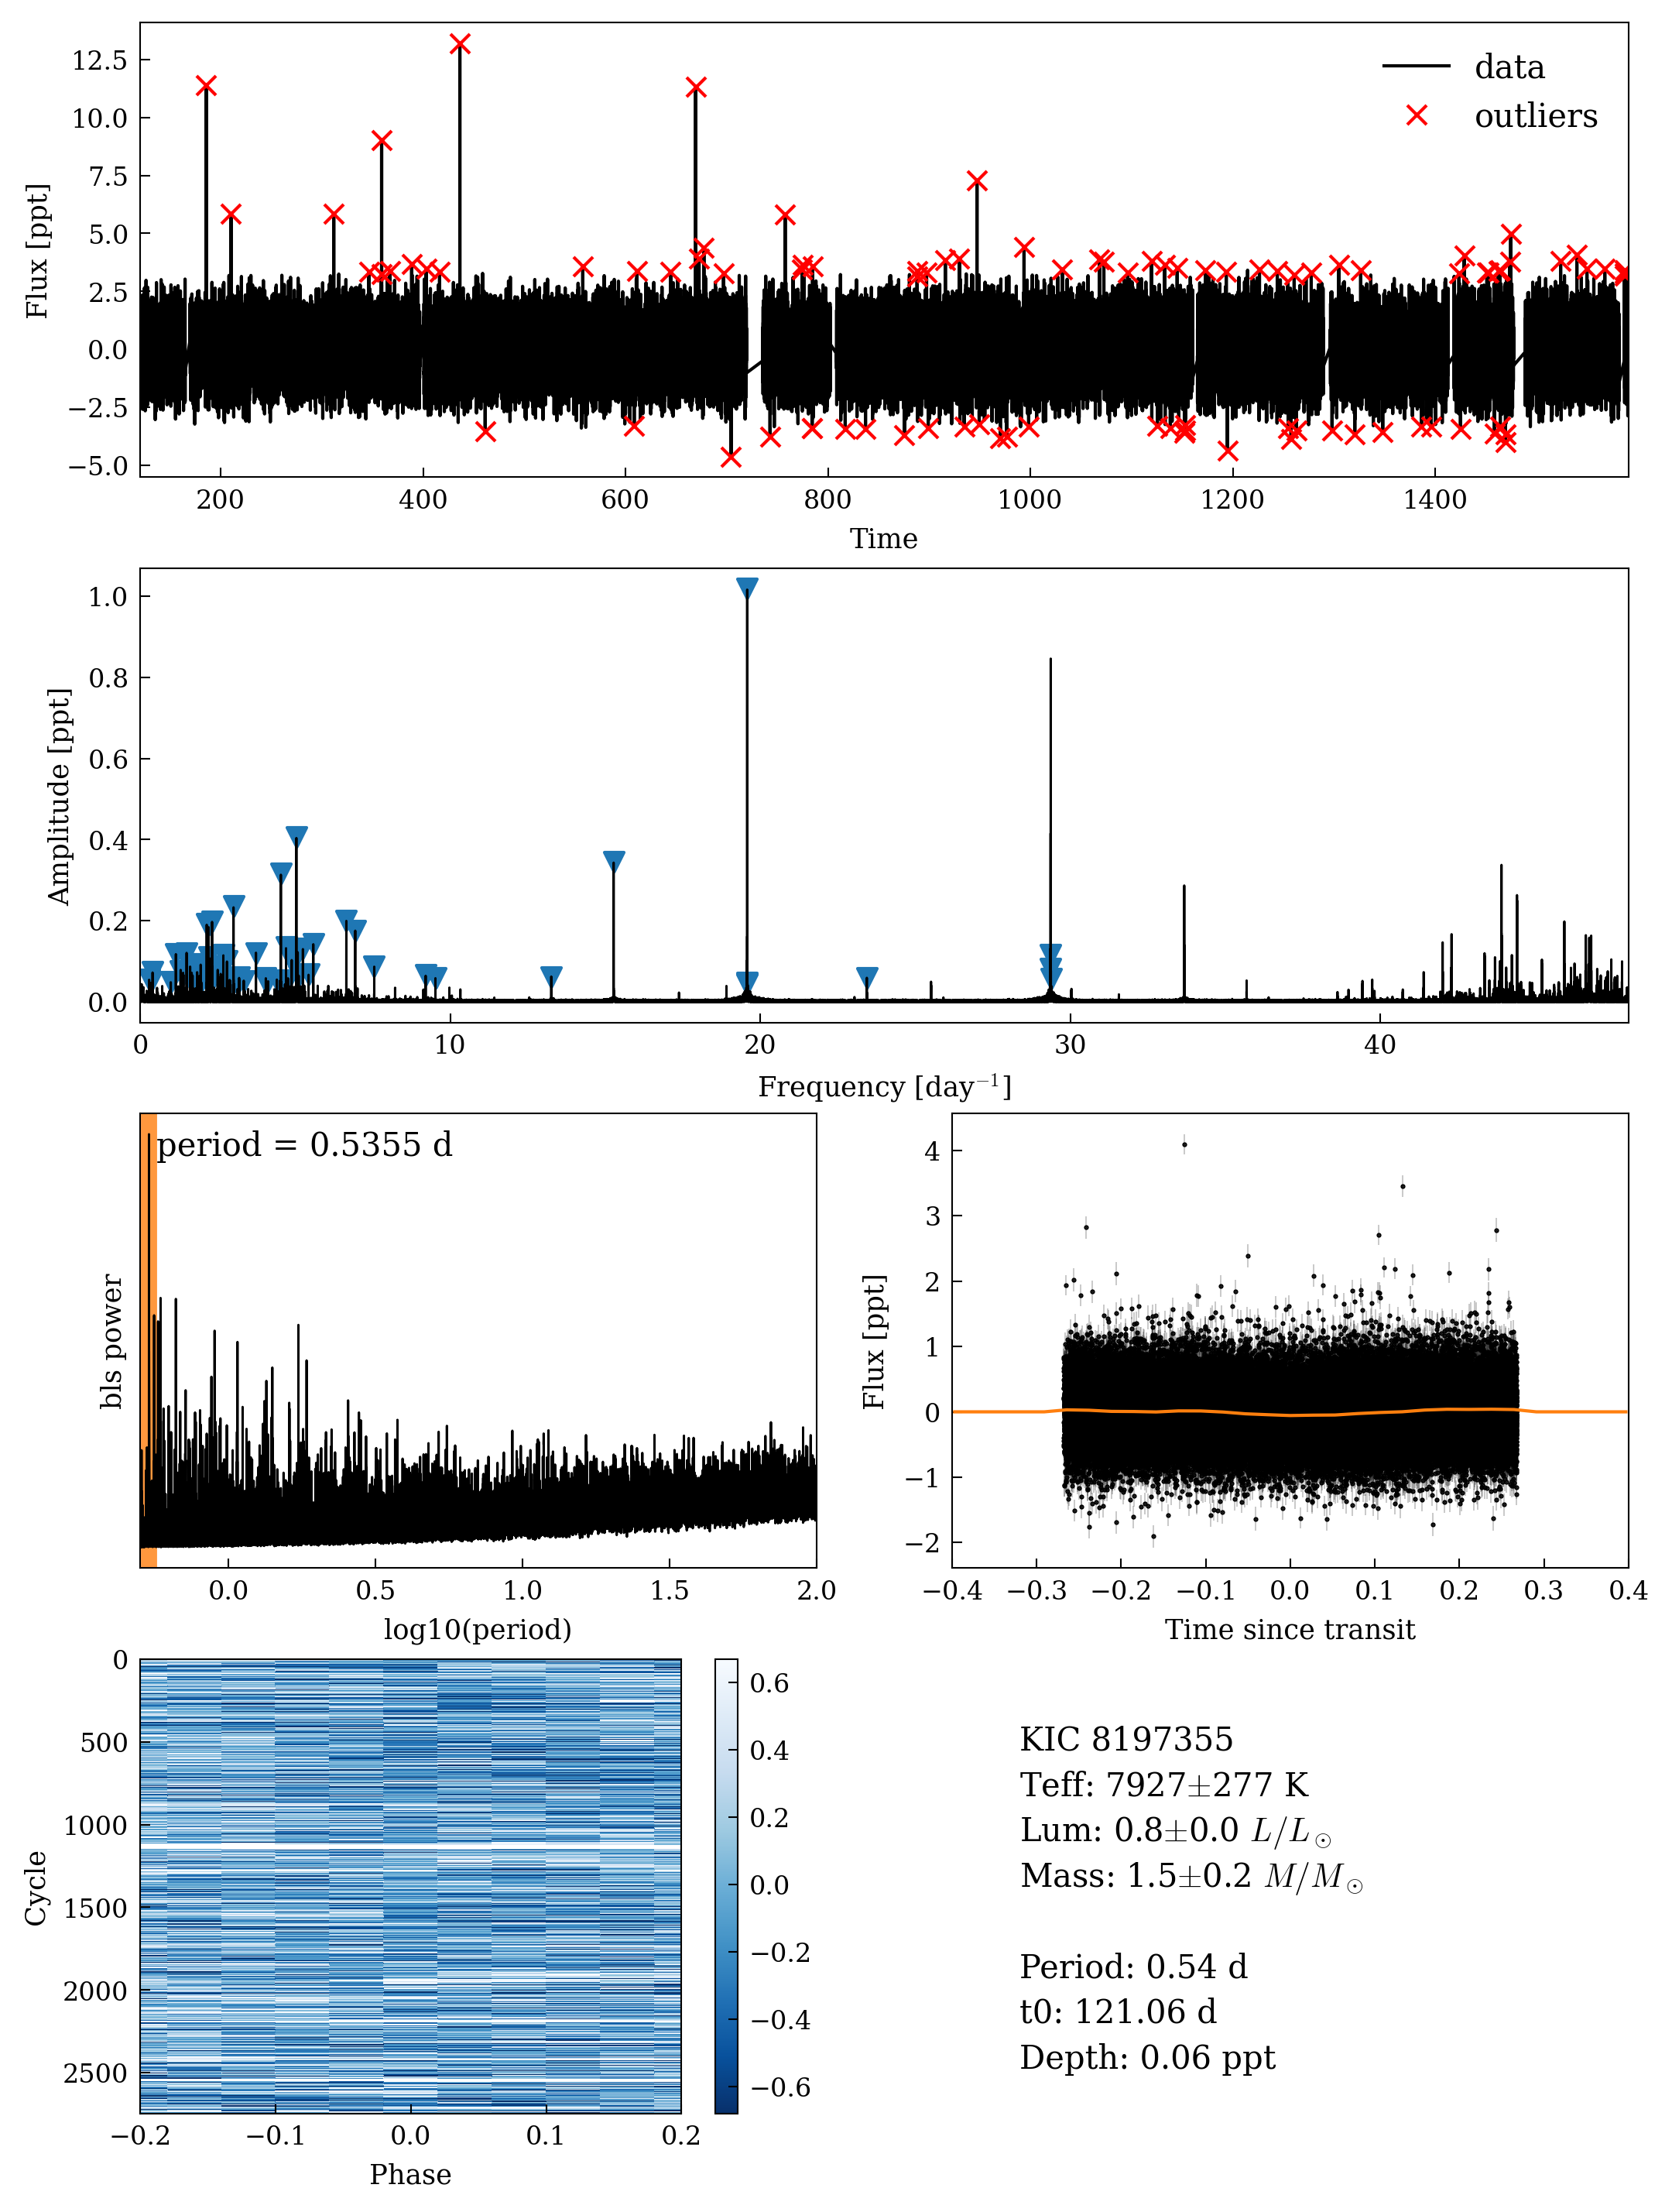 12.5
10.0
7.5
5.0
2.5
0.0
−2.5
−5.0
Flux [ppt]
data
outliers
200 400 600 800 1000 1200 1400
Time
1.0
0.8
0.6
0.4
0.2
0.0
Amplitude [ppt]
0 10 20 30 40
Frequency [day⁻¹]
period = 0.5355 d
bls power
0.0 0.5 1.0 1.5 2.0
log10(period)
4
3
2
1
0
−1
−2
Flux [ppt]
−0.4 −0.3 −0.2 −0.1 0.0 0.1 0.2 0.3 0.4
Time since transit
0
500
1000
1500
2000
2500
Cycle
−0.2 −0.1 0.0 0.1 0.2
Phase
0.6
0.4
0.2
0.0
−0.2
−0.4
−0.6
KIC 8197355
Teff: 7927±277 K
Lum: 0.8±0.0 L/L⊙
Mass: 1.5±0.2 M/M⊙
Period: 0.54 d
t0: 121.06 d
Depth: 0.06 ppt